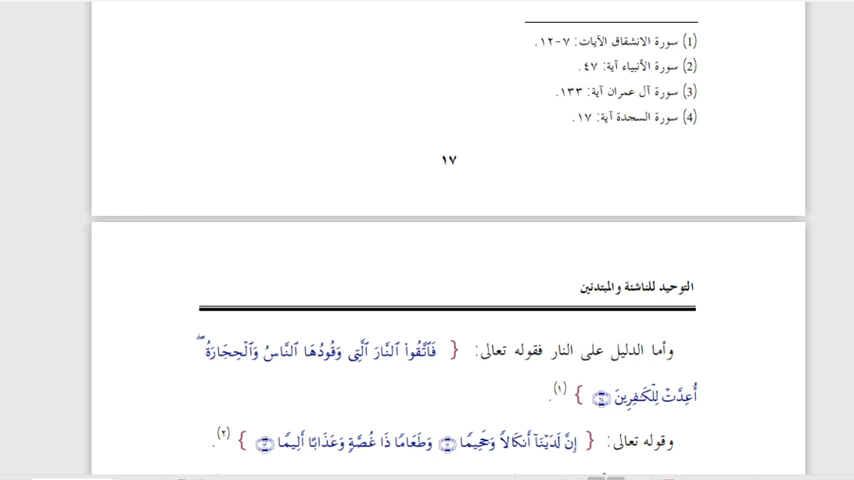 (1) سورة الانشقاق الآيات: ٧-١٢.
(2) سورة الأنبياء آية: ٤٧.
(3) سورة آل عمران آية: ١٣٣.
(4) سورة السجدة آية: ١٧.
١٧
التوحيد للناشئة والمبتدئين
وأما الدليل على النار فقوله تعالى: { فَٱتَّقُوا۟ ٱلنَّارَ ٱلَّتِى وَقُودُهَا ٱلنَّاسُ وَٱلْحِجَارَةُ ۖ
أُعِدَّتْ لِلْكَـٰفِرِينَ } (١).
وقوله تعالى: { إِنَّ لَدَيْنَآ أَنكَالًا وَجَحِيمًا وَطَعَامًا ذَا غُصَّةٍ وَعَذَابًا أَلِيمًا } (٢).